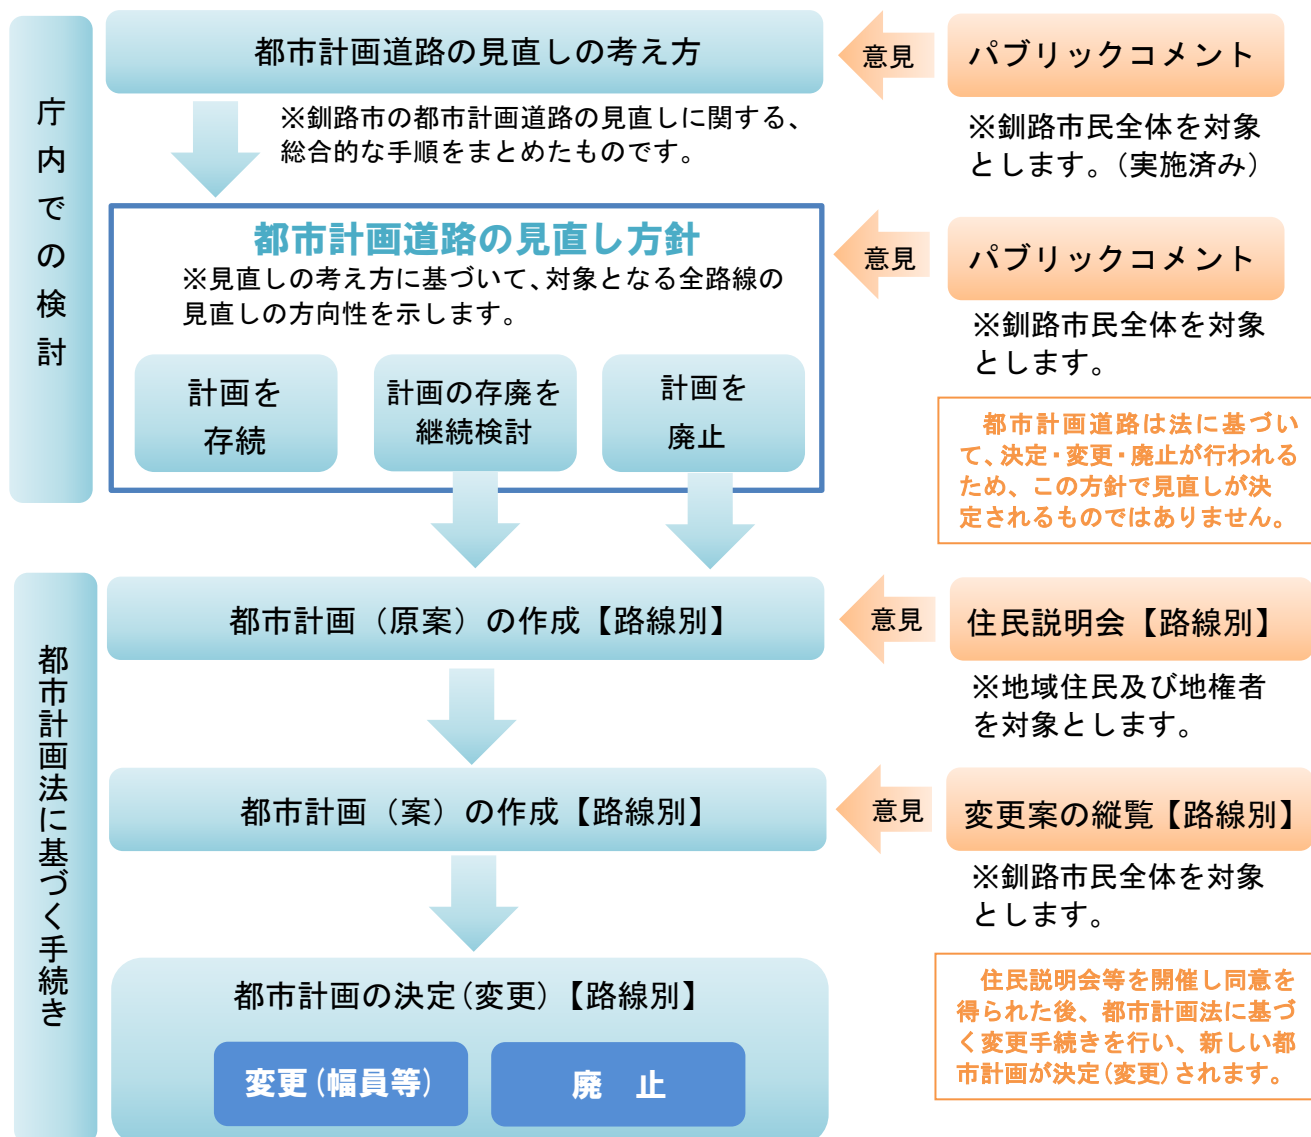 庁内での検討
都市計画道路の見直しの考え方
意見
パブリックコメント
※釧路市の都市計画道路の見直しに関する、
総合的な手順をまとめたものです。
※釧路市民全体を対象
とします。（実施済み）
都市計画道路の見直し方針
※見直しの考え方に基づいて、対象となる全路線の
見直しの方向性を示します。
意見
パブリックコメント
※釧路市民全体を対象
とします。
計画を
存続
計画の存廃を
継続検討
計画を
廃止
都市計画道路は法に基づい
て、決定・変更・廃止が行われる
ため、この方針で見直しが決
定されるものではありません。
都市計画法に基づく手続き
都市計画（原案）の作成【路線別】
意見
住民説明会【路線別】
※地域住民及び地権者
を対象とします。
都市計画（案）の作成【路線別】
意見
変更案の縦覧【路線別】
※釧路市民全体を対象
とします。
都市計画の決定（変更）【路線別】
変更（幅員等）
廃　止
住民説明会等を開催し同意を
得られた後、都市計画法に基づ
く変更手続きを行い、新しい都
市計画が決定（変更）されます。